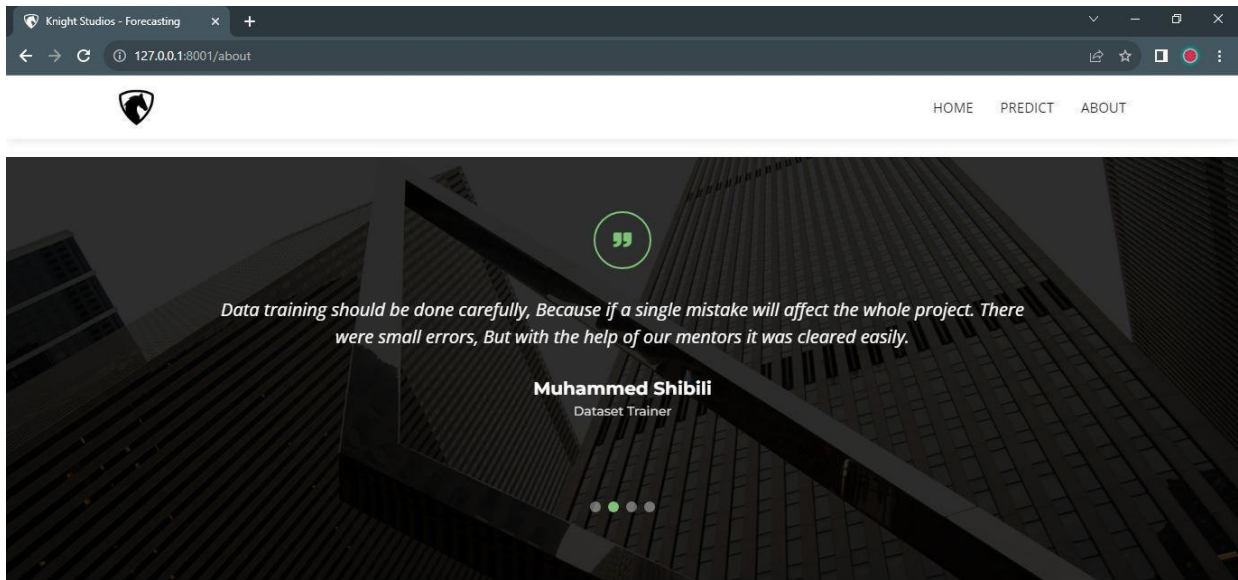 Knight Studios - Forecasting
127.0.0.1:8001/about
HOME PREDICT ABOUT
Data training should be done carefully, Because if a single mistake will affect the whole project. There
were small errors, But with the help of our mentors it was cleared easily.
Muhammed Shibili
Dataset Trainer